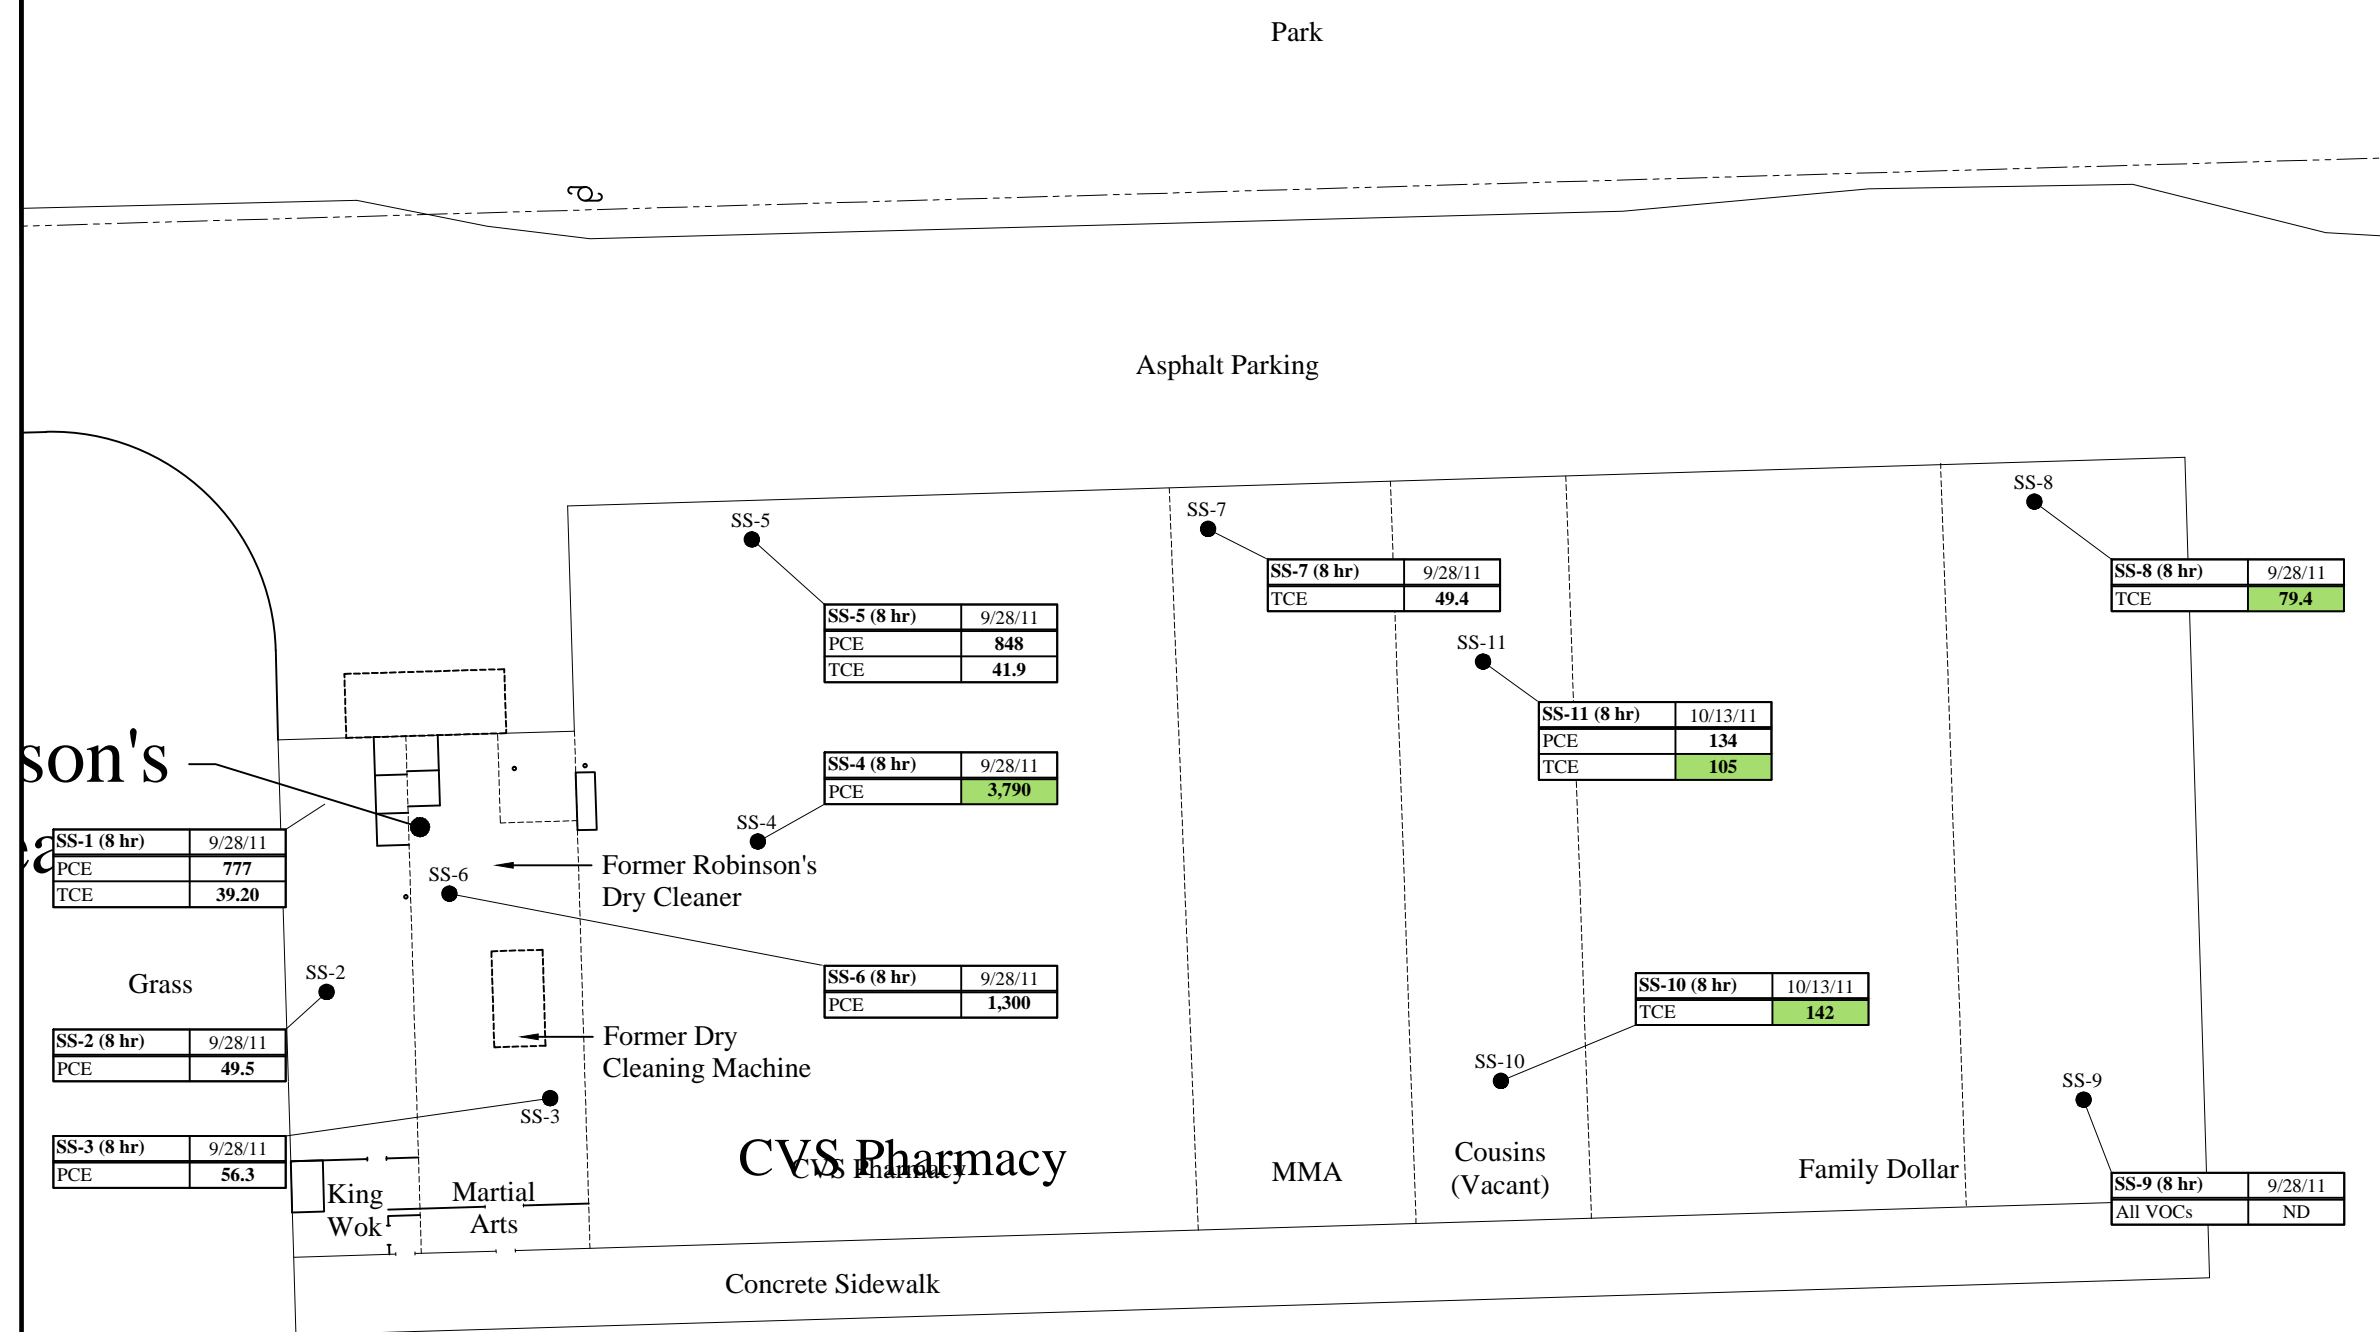 Park
Asphalt Parking
SS-5
SS-7
SS-8
SS-7 (8 hr) 9/28/11
TCE 49.4
SS-8 (8 hr) 9/28/11
TCE 79.4
SS-5 (8 hr) 9/28/11
PCE 848
TCE 41.9
SS-11
SS-11 (8 hr) 10/13/11
PCE 134
TCE 105
son's
SS-4 (8 hr) 9/28/11
PCE 3,790
SS-4
SS-1 (8 hr) 9/28/11
PCE 777
TCE 39.20
Former Robinson's
Dry Cleaner
SS-6
SS-2
Grass
SS-6 (8 hr) 9/28/11
PCE 1,300
SS-10 (8 hr) 10/13/11
TCE 142
SS-2 (8 hr) 9/28/11
PCE 49.5
Former Dry
Cleaning Machine
SS-10
SS-9
SS-3
SS-3 (8 hr) 9/28/11
PCE 56.3
CVS Pharmacy
CVS Pharmacy
MMA
Cousins
(Vacant)
Family Dollar
SS-9 (8 hr) 9/28/11
All VOCs ND
King
Wok
Martial
Arts
Concrete Sidewalk